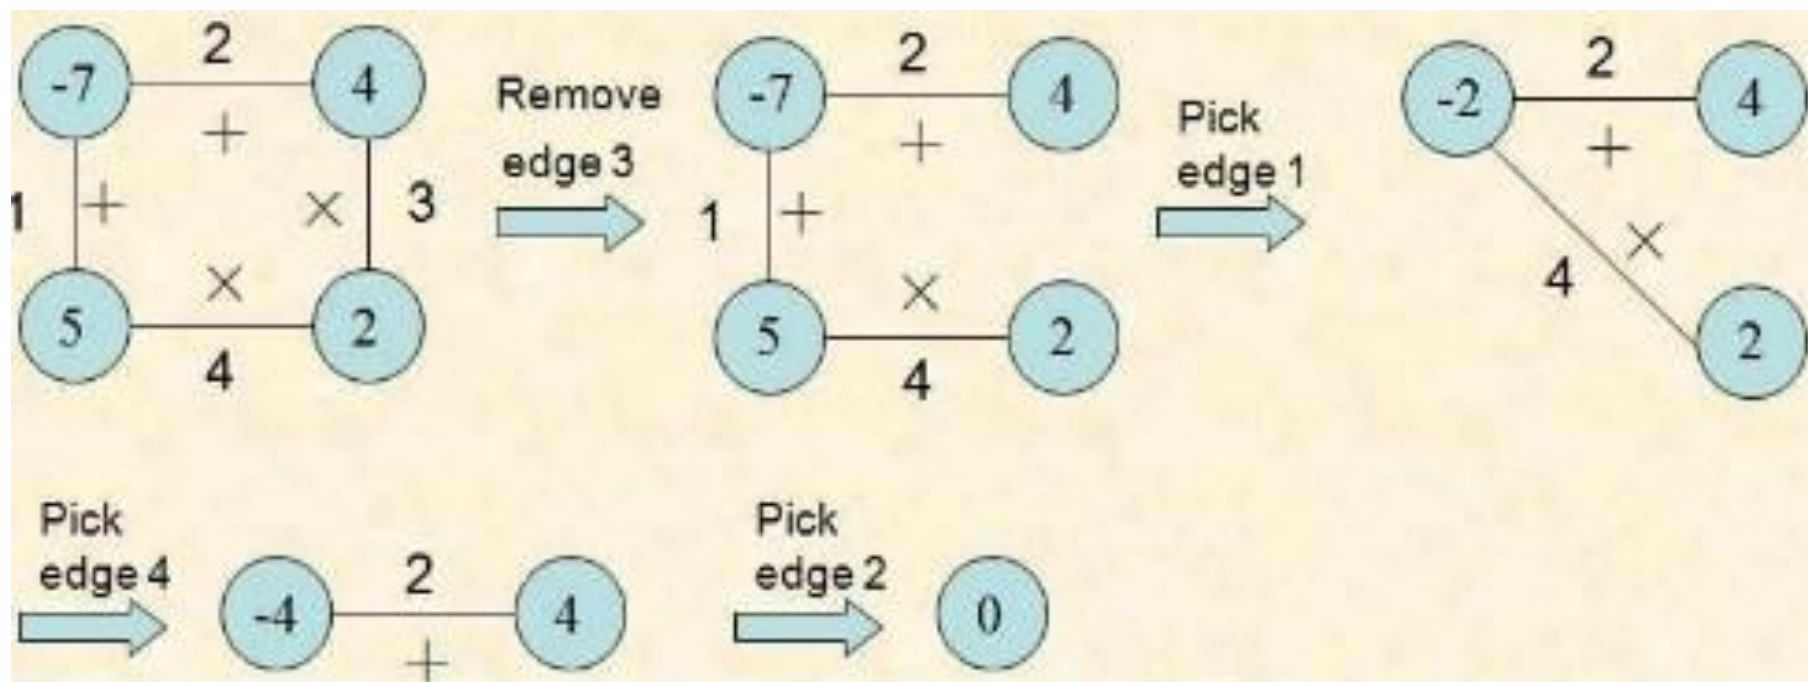 2 2 2
-7 4 -7 4 -2 4
Remove
edge 3
Pick
edge 1
+ + +
1 + × 3 1 + ×
× × 4
5 2 5 2 2
4 4
Pick
edge 4
2
-4 4
+
Pick
edge 2
0